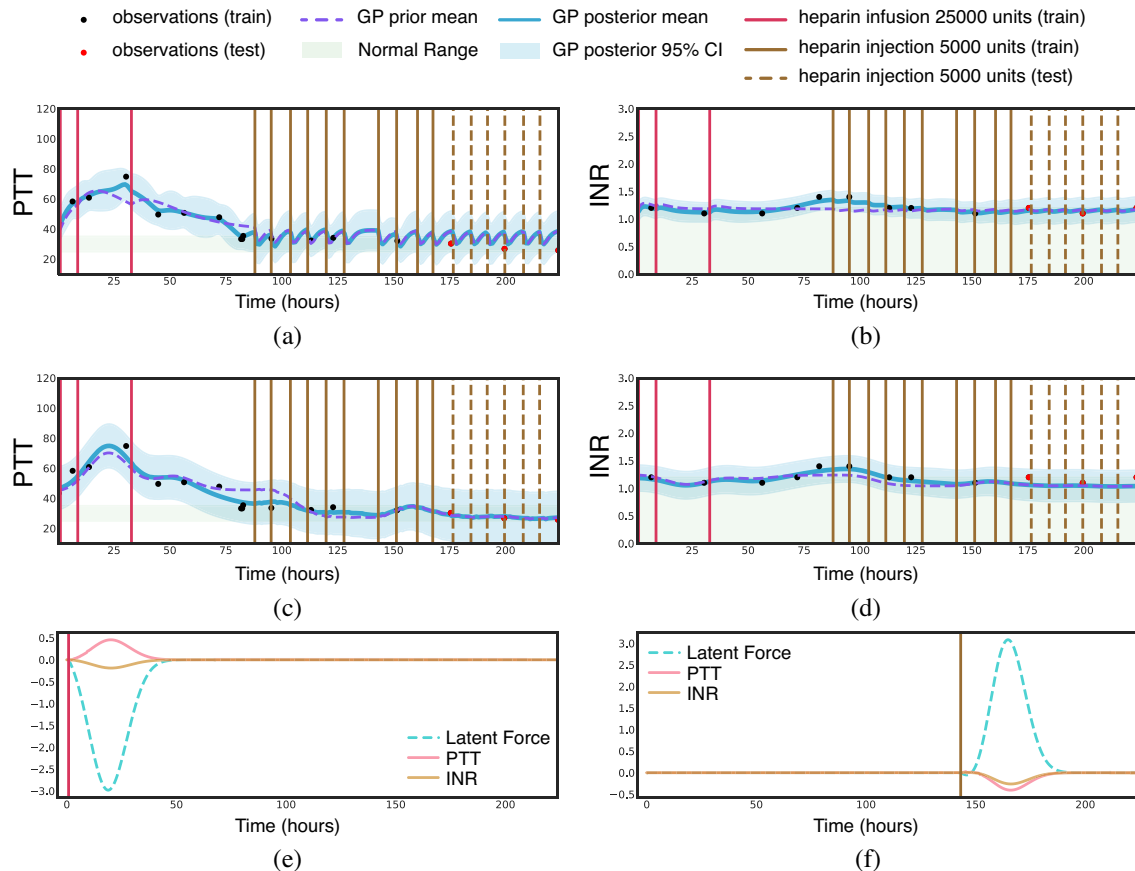 observations (train) GP prior mean GP posterior mean heparin infusion 25000 units (train)
observations (test) Normal Range GP posterior 95% CI heparin injection 5000 units (train)
heparin injection 5000 units (test)
PTT
120
100
80
60
40
20
25 50 75 100 125 150 175 200
Time (hours)
(a)
INR
3.0
2.5
2.0
1.5
1.0
0.5
0.0
25 50 75 100 125 150 175 200
Time (hours)
(b)
PTT
120
100
80
60
40
20
25 50 75 100 125 150 175 200
Time (hours)
(c)
INR
3.0
2.5
2.0
1.5
1.0
0.5
0.0
25 50 75 100 125 150 175 200
Time (hours)
(d)
0.5
0.0
−0.5
−1.0
−1.5
−2.0
−2.5
−3.0
Latent Force
PTT
INR
0 50 100 150 200
Time (hours)
(e)
3.0
2.5
2.0
1.5
1.0
0.5
0.0
−0.5
Latent Force
PTT
INR
0 50 100 150 200
Time (hours)
(f)